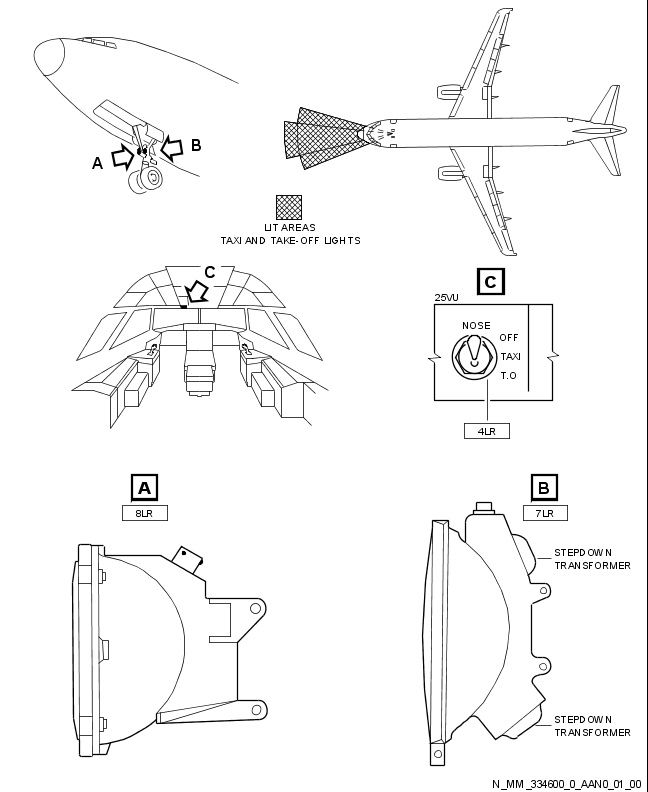 A
B
LIT AREAS
TAXI AND TAKE-OFF LIGHTS
C
C
25VU
NOSE
OFF
TAXI
T.O
4LR
A
8LR
B
7LR
STEPDOWN
TRANSFORMER
STEPDOWN
TRANSFORMER
N_MM_334600_0_AAN0_01_00